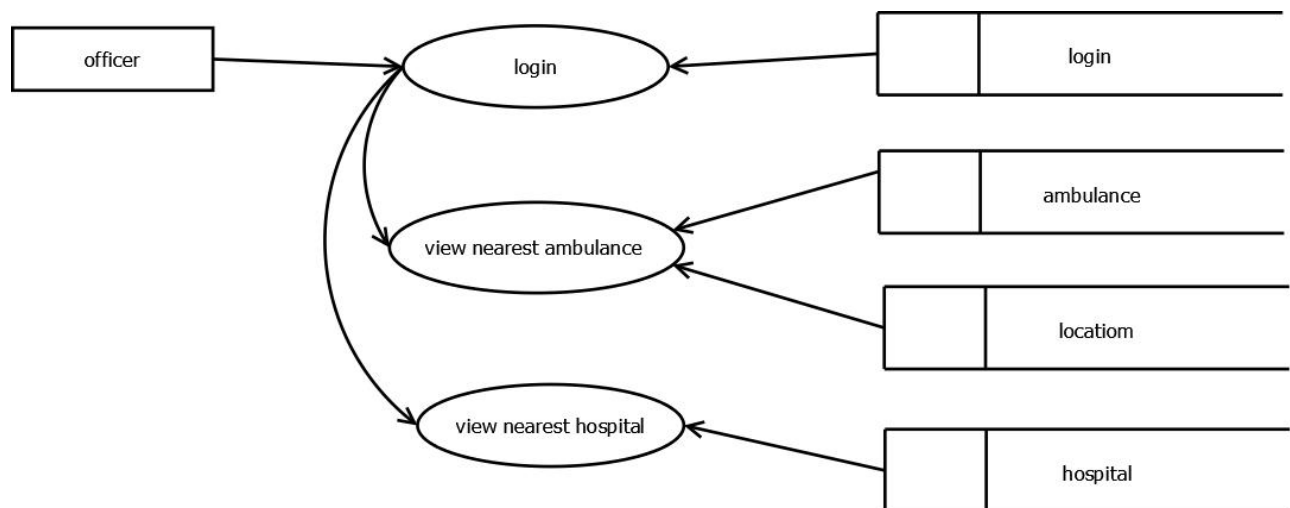 officer
login
login
view nearest ambulance
ambulance
locatiom
view nearest hospital
hospital